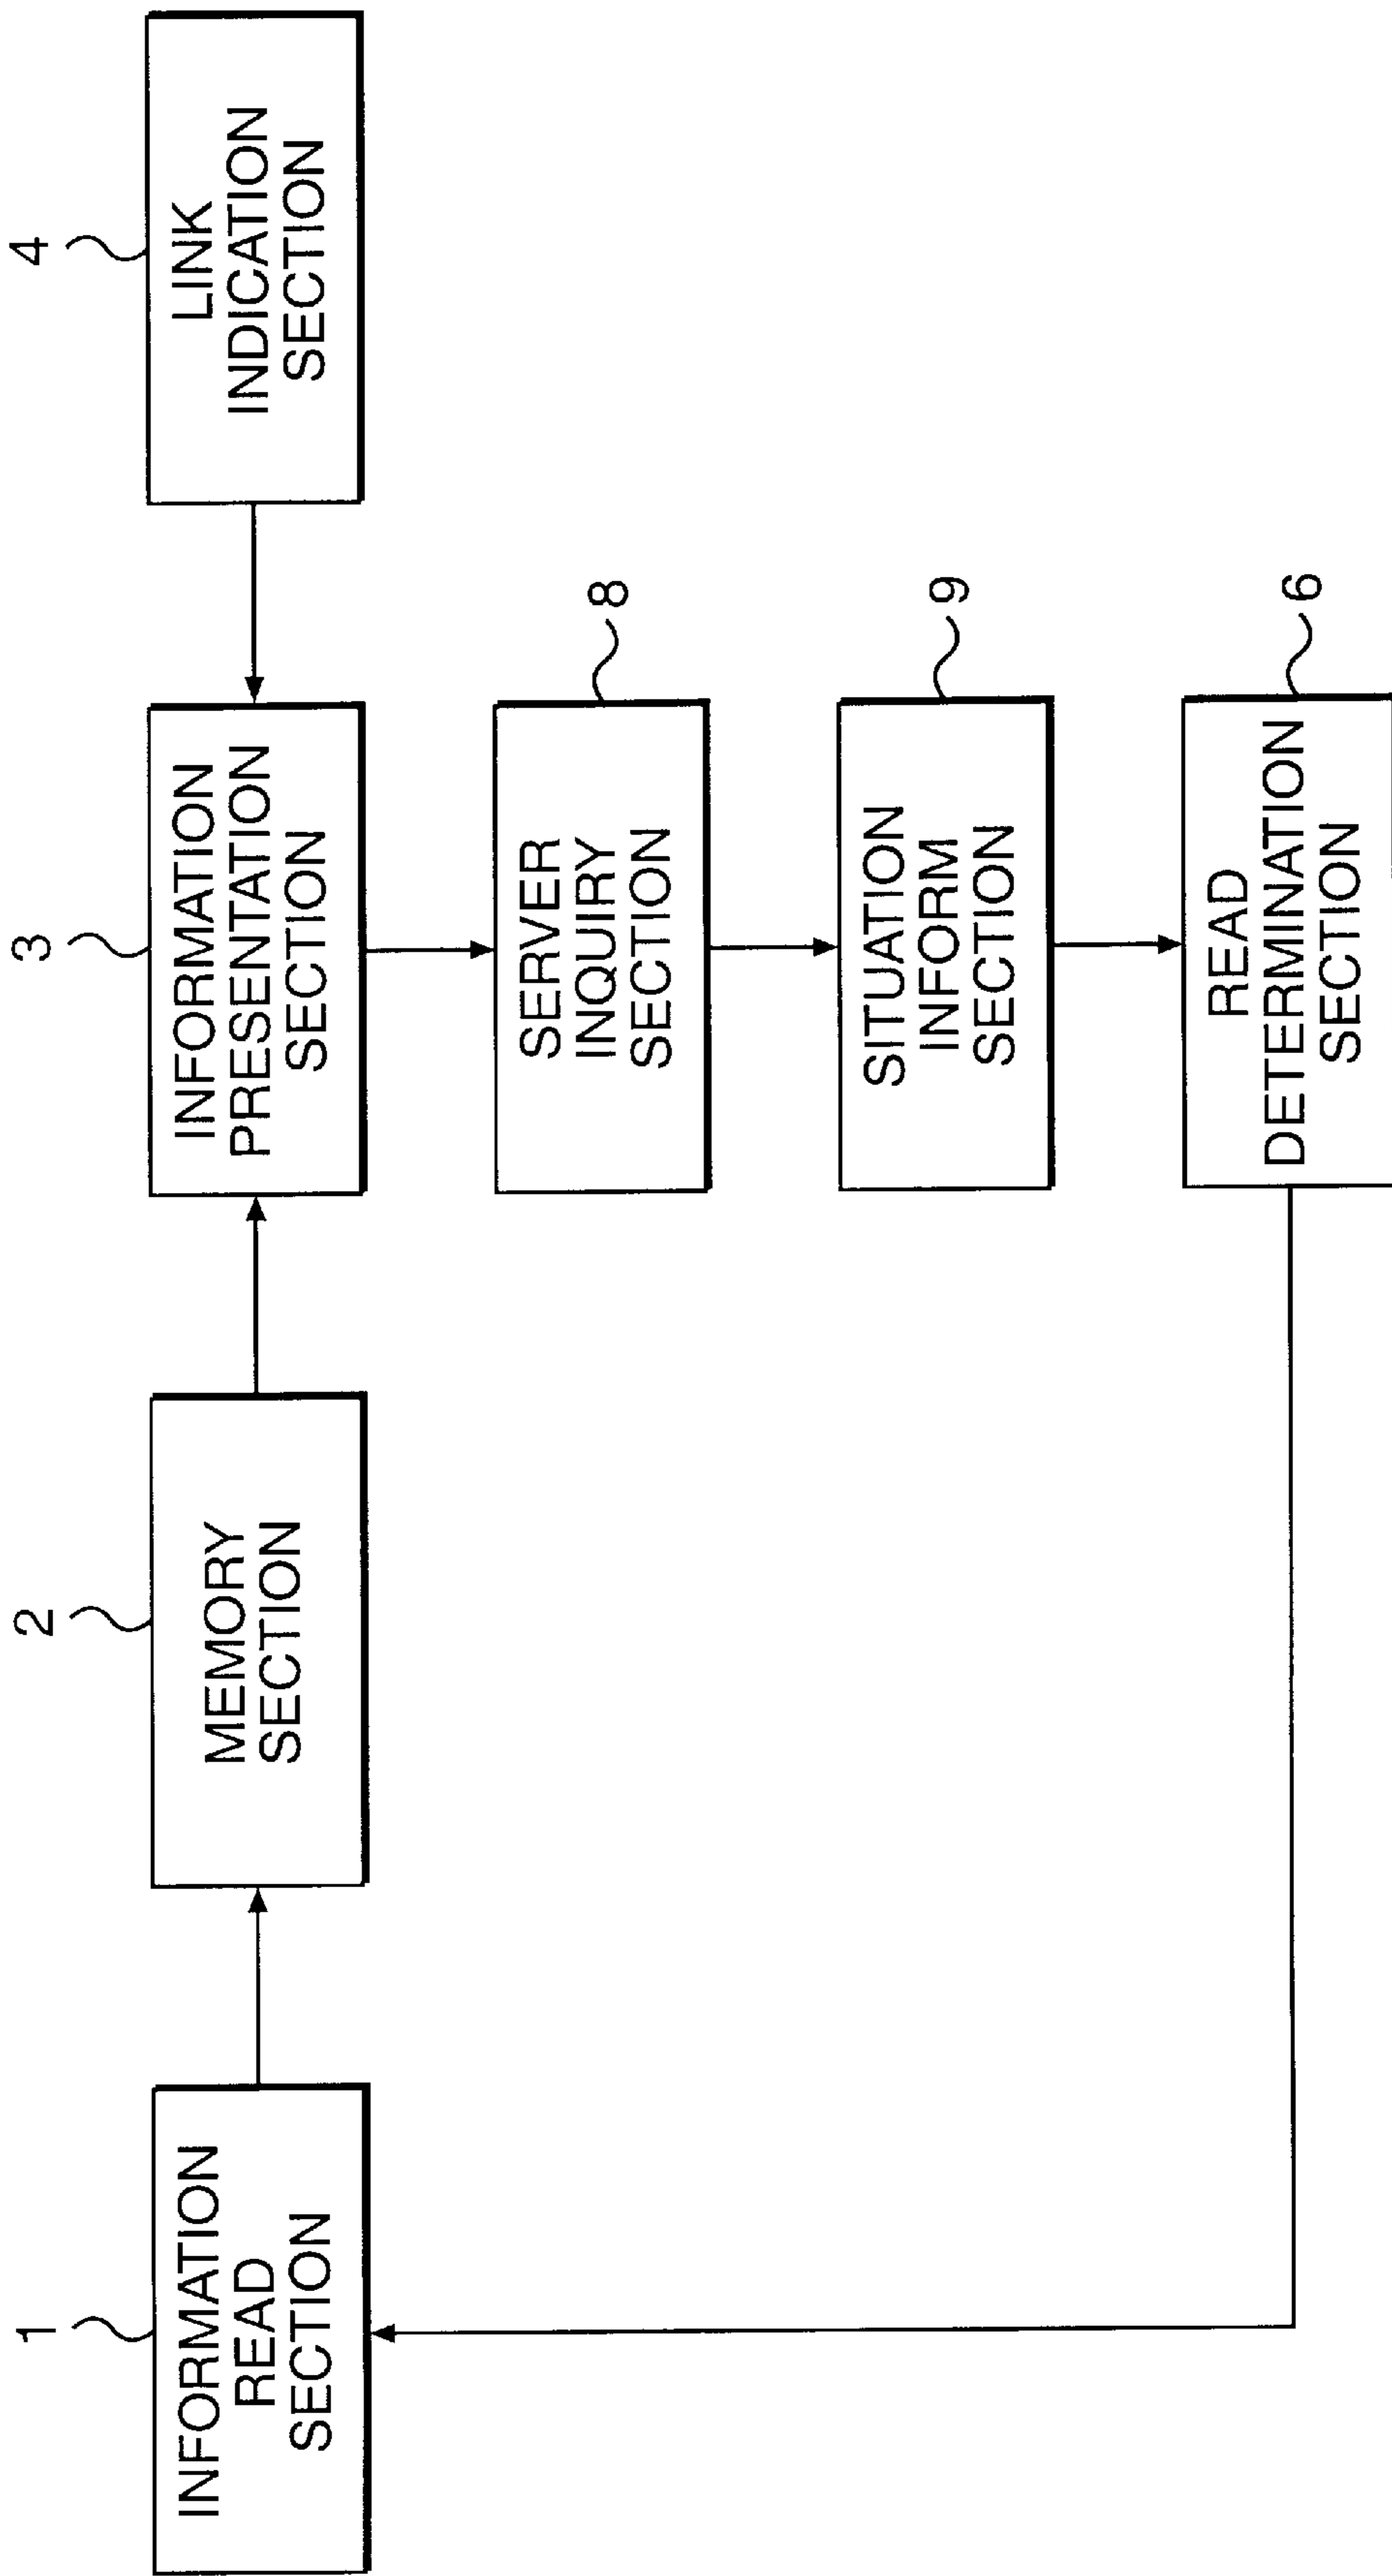 1
INFORMATION
READ
SECTION
2
MEMORY
SECTION
3
INFORMATION
PRESENTATION
SECTION
4
LINK
INDICATION
SECTION
8
SERVER
INQUIRY
SECTION
9
SITUATION
INFORM
SECTION
6
READ
DETERMINATION
SECTION